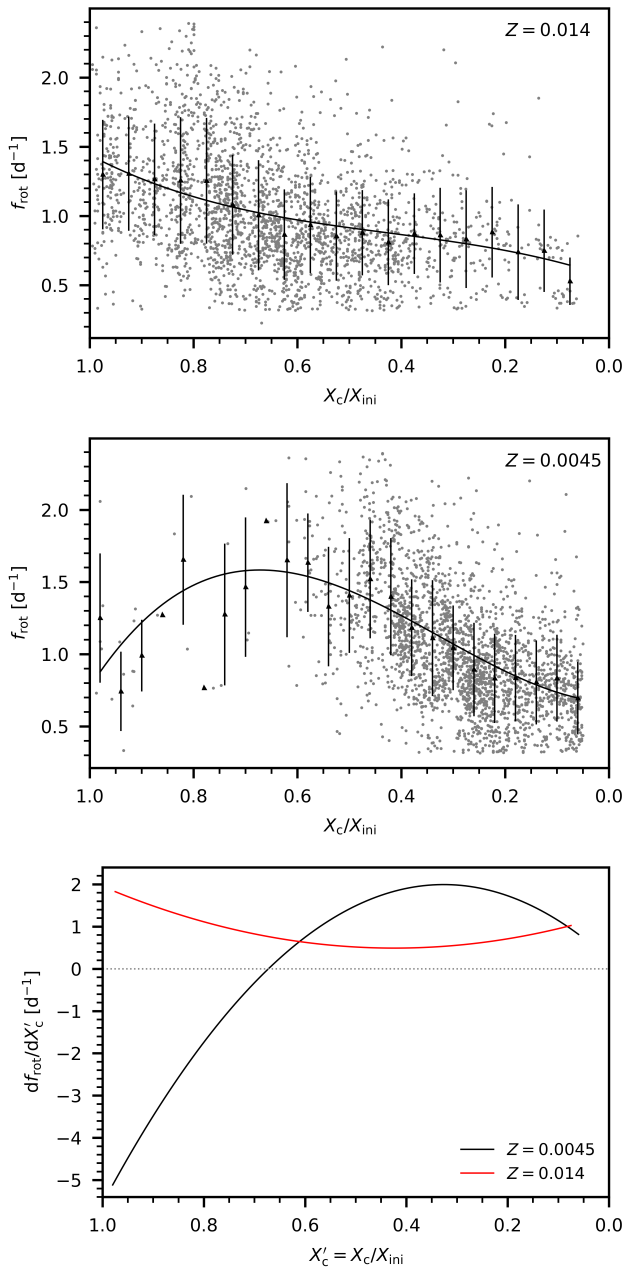 Z = 0.014
2.0
1.5
1.0
0.5
f_rot [d⁻¹]
1.0 0.8 0.6 0.4 0.2 0.0
X_c/X_ini
Z = 0.0045
2.0
1.5
1.0
0.5
f_rot [d⁻¹]
1.0 0.8 0.6 0.4 0.2 0.0
X_c/X_ini
2
1
0
−1
−2
−3
−4
−5
df_rot/dX′_c [d⁻¹]
Z = 0.0045
Z = 0.014
1.0 0.8 0.6 0.4 0.2 0.0
X′_c = X_c/X_ini